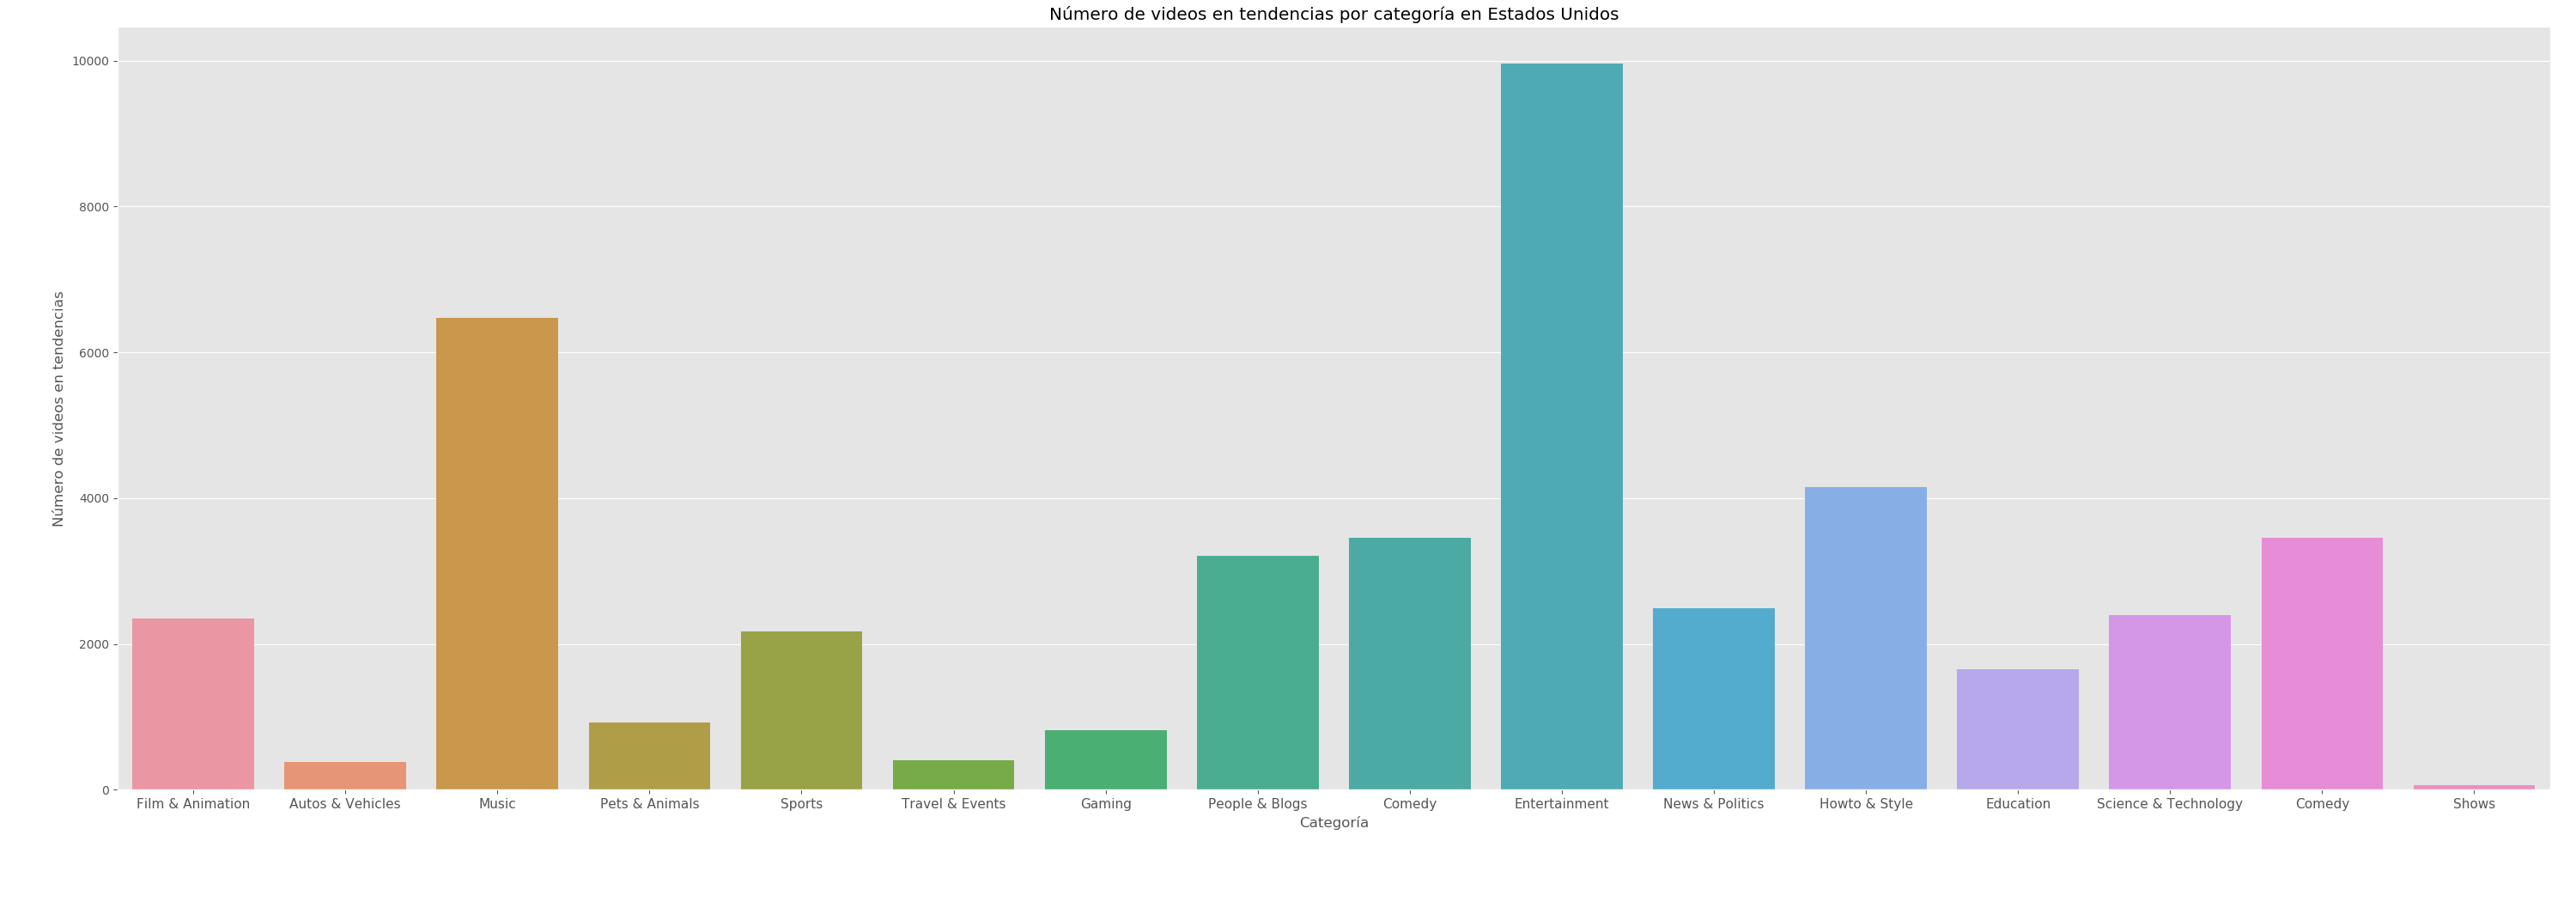 Número de videos en tendencias por categoría en Estados Unidos
Número de videos en tendencias
10000
8000
6000
4000
2000
0
Film & Animation
Autos & Vehicles
Music
Pets & Animals
Sports
Travel & Events
Gaming
People & Blogs
Comedy
Entertainment
News & Politics
Howto & Style
Education
Science & Technology
Comedy
Shows
Categoría